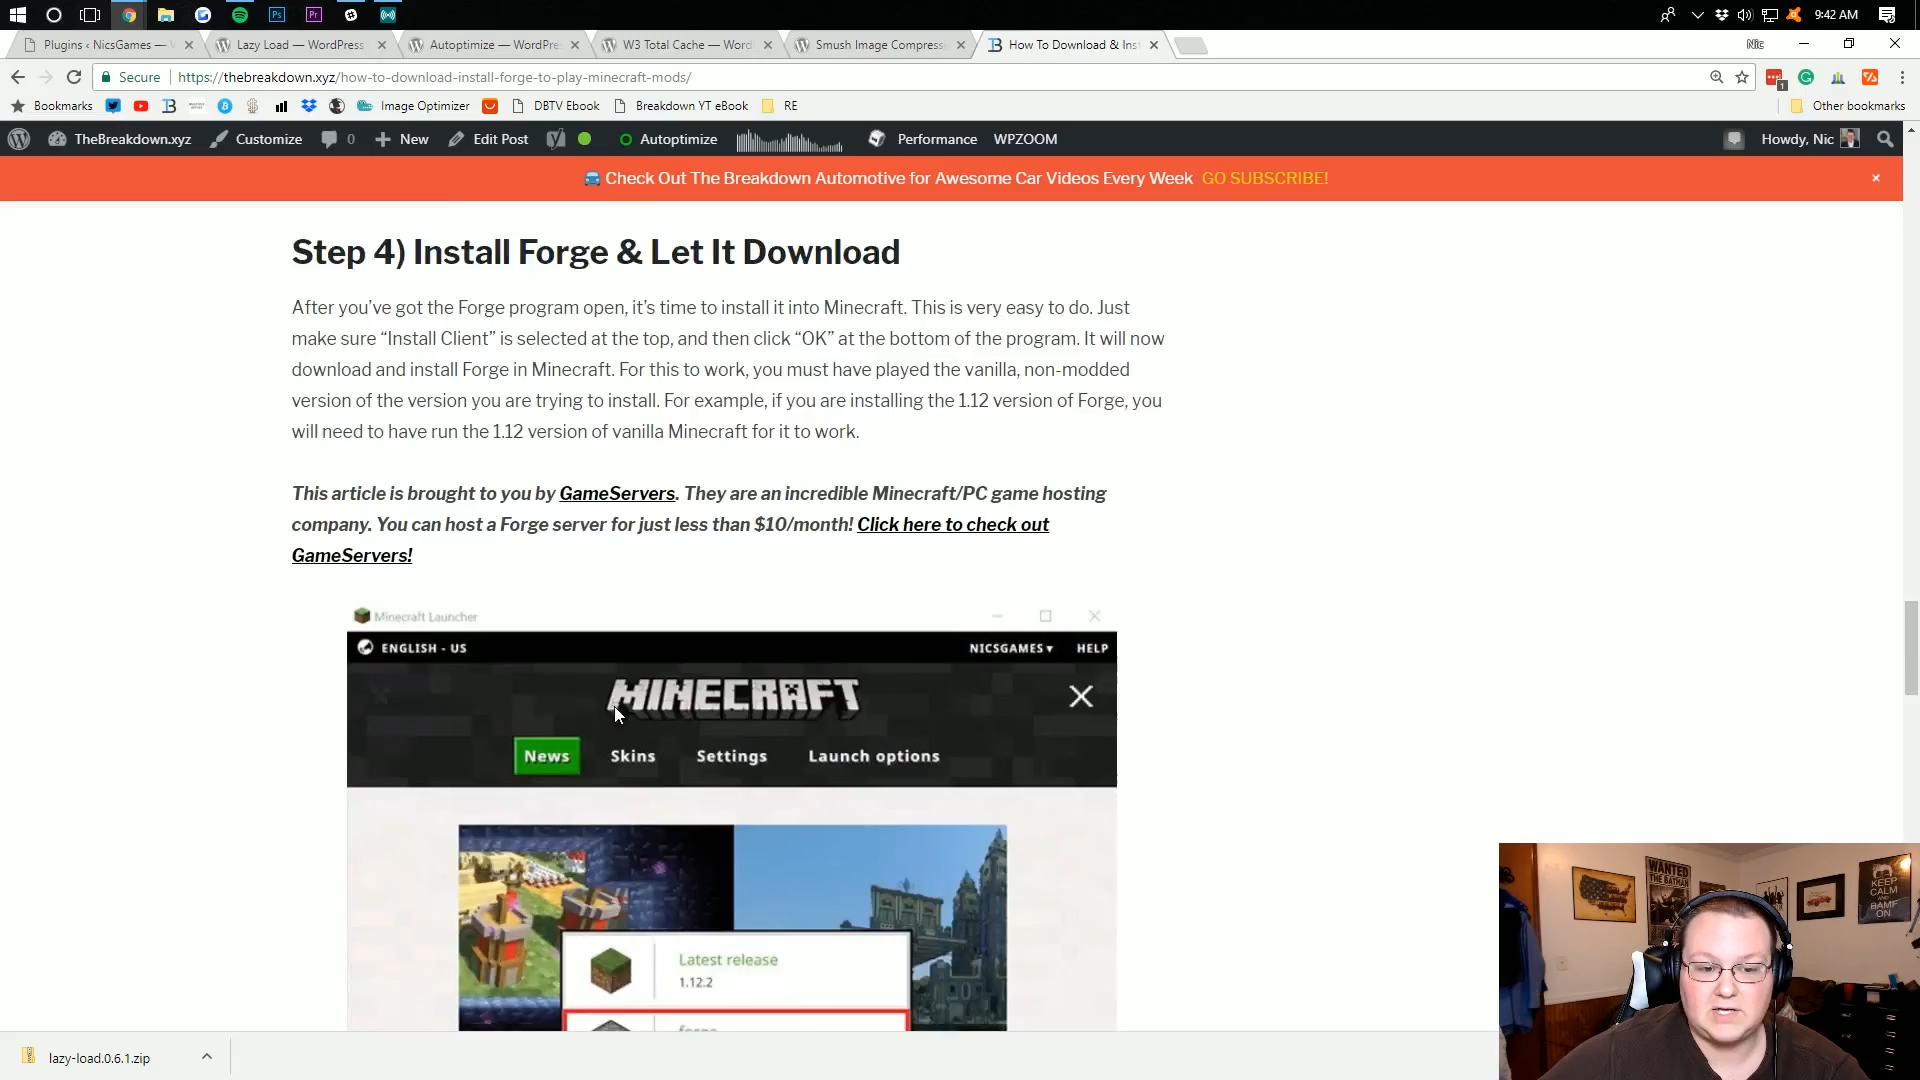 9:42 AM
Plugins ‹ NicsGames —
Lazy Load — WordPress
Autoptimize — WordPre
W3 Total Cache — Word
Smush Image Compress
How To Download & Inst
Nic
Secure
https://thebreakdown.xyz/how-to-download-install-forge-to-play-minecraft-mods/
Bookmarks
Image Optimizer
DBTV Ebook
Breakdown YT eBook
RE
Other bookmarks
TheBreakdown.xyz
Customize
0
New
Edit Post
Autoptimize
Performance
WPZOOM
Howdy, Nic
Check Out The Breakdown Automotive for Awesome Car Videos Every Week GO SUBSCRIBE!
Step 4) Install Forge & Let It Download
After you’ve got the Forge program open, it’s time to install it into Minecraft. This is very easy to do. Just
make sure “Install Client” is selected at the top, and then click “OK” at the bottom of the program. It will now
download and install Forge in Minecraft. For this to work, you must have played the vanilla, non-modded
version of the version you are trying to install. For example, if you are installing the 1.12 version of Forge, you
will need to have run the 1.12 version of vanilla Minecraft for it to work.
This article is brought to you by GameServers. They are an incredible Minecraft/PC game hosting
company. You can host a Forge server for just less than $10/month! Click here to check out
GameServers!
Minecraft Launcher
ENGLISH - US
NICSGAMES
HELP
MINECRAFT
News
Skins
Settings
Launch options
Latest release
1.12.2
forge
lazy-load.0.6.1.zip
WANTED
THE BATMAN
KEEP
CALM
AND
BAMF
ON